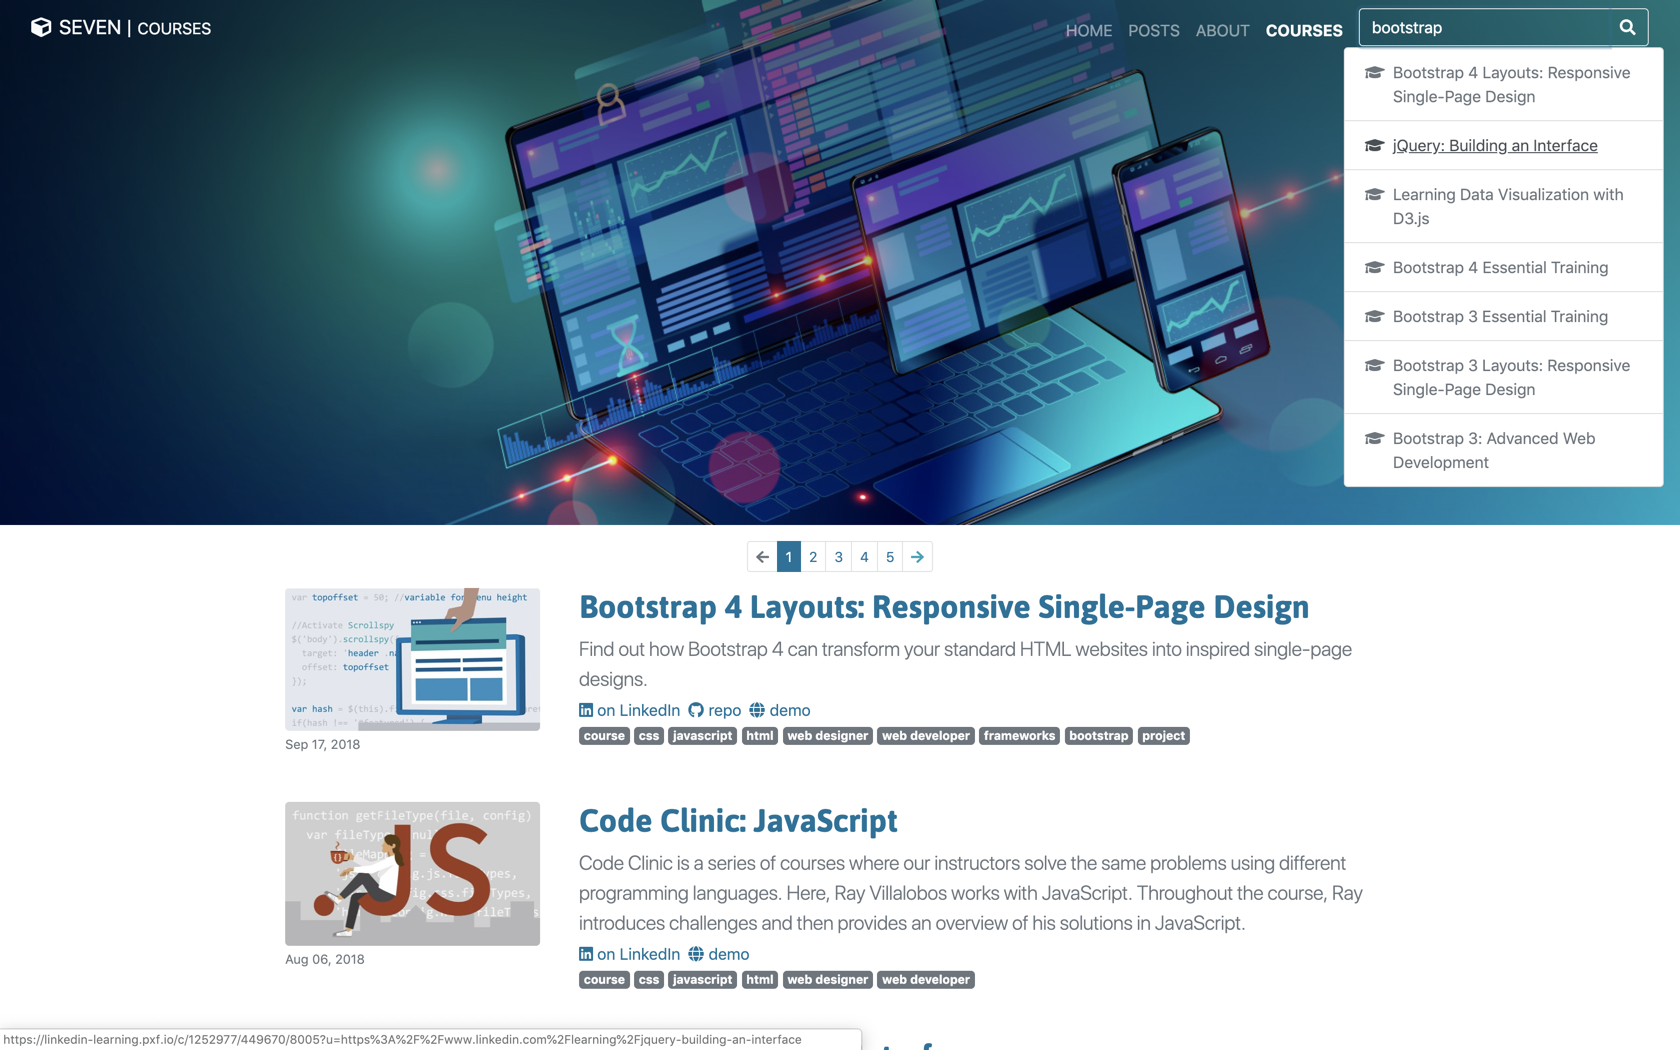 SEVEN | COURSES
HOME POSTS ABOUT COURSES
bootstrap
Bootstrap 4 Layouts: Responsive
Single-Page Design
jQuery: Building an Interface
Learning Data Visualization with
D3.js
Bootstrap 4 Essential Training
Bootstrap 3 Essential Training
Bootstrap 3 Layouts: Responsive
Single-Page Design
Bootstrap 3: Advanced Web
Development
1 2 3 4 5
var topoffset = 50; //variable for menu height
//Activate Scrollspy
$('body').scrollspy(
target: 'header .na
offset: topoffset
});
var hash = $(this).f
if(hash !==
Sep 17, 2018
Bootstrap 4 Layouts: Responsive Single-Page Design
Find out how Bootstrap 4 can transform your standard HTML websites into inspired single-page
designs.
on LinkedIn repo demo
course css javascript html web designer web developer frameworks bootstrap project
function getFileType(file, config)
var fileType
.JS
Aug 06, 2018
Code Clinic: JavaScript
Code Clinic is a series of courses where our instructors solve the same problems using different
programming languages. Here, Ray Villalobos works with JavaScript. Throughout the course, Ray
introduces challenges and then provides an overview of his solutions in JavaScript.
on LinkedIn demo
course css javascript html web designer web developer
https://linkedin-learning.pxf.io/c/1252977/449670/8005?u=https%3A%2F%2Fwww.linkedin.com%2Flearning%2Fjquery-building-an-interface